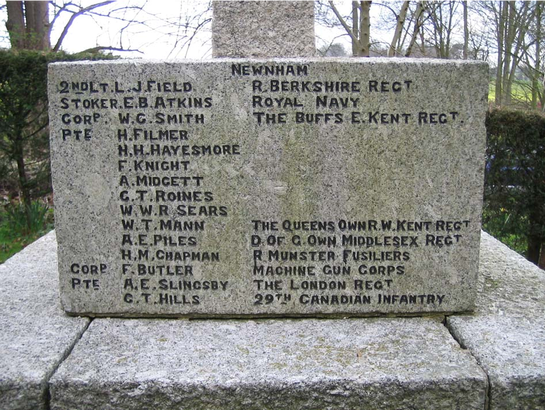 NEWNHAM
2ND LT. L. J. FIELD R. BERKSHIRE REGT
STOKER. E. B. ATKINS ROYAL NAVY
CORP. W. G. SMITH THE BUFFS E. KENT REGT.
PTE H. FILMER
H. H. HAYESMORE
F. KNIGHT
A. MIDGETT
G. T. ROINES
W. W. R SEARS
W. T. MANN THE QUEENS OWN R. W. KENT REGT
A. E. PILES D. OF C. OWN MIDDLESEX REGT
H. M. CHAPMAN R MUNSTER FUSILIERS
CORP F. BUTLER MACHINE GUN CORPS
PTE A. E. SLINGSBY THE LONDON REGT
G. T. HILLS 29TH CANADIAN INFANTRY